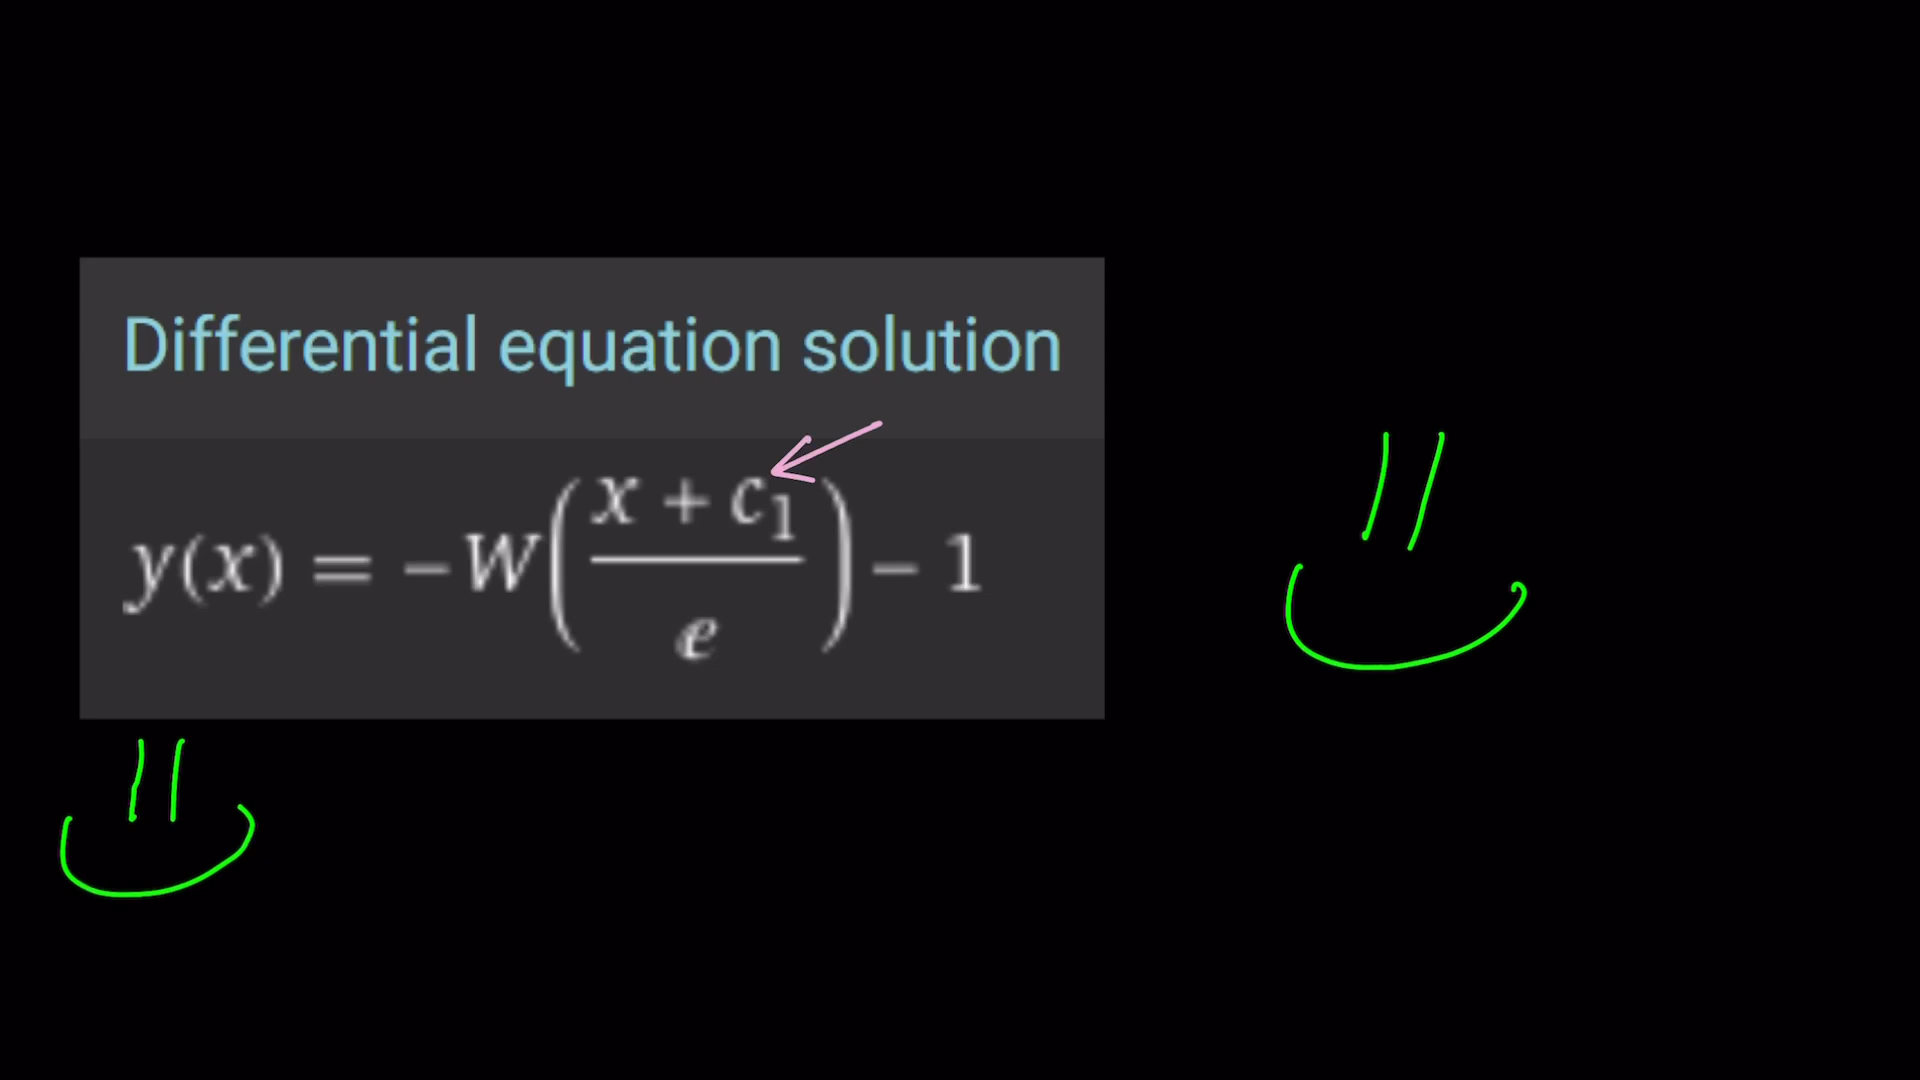 Differential equation solution
y(x) = -W((x + c₁)/e) - 1